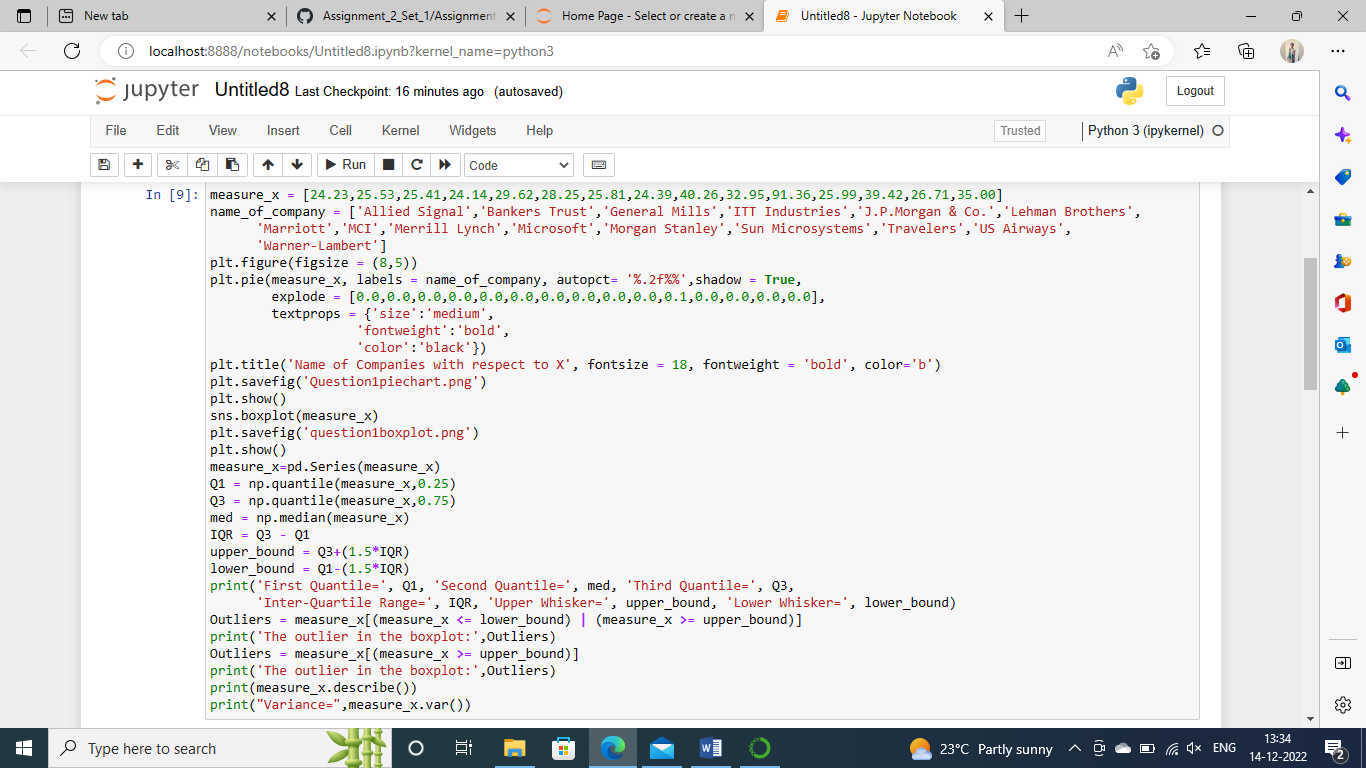 New tab
Assignment_2_Set_1/Assignment
Home Page - Select or create a n
Untitled8 - Jupyter Notebook
localhost:8888/notebooks/Untitled8.ipynb?kernel_name=python3
jupyter Untitled8 Last Checkpoint: 16 minutes ago (autosaved)
Logout
File Edit View Insert Cell Kernel Widgets Help
Trusted
Python 3 (ipykernel)
Run
Code
In [9]:
measure_x = [24.23,25.53,25.41,24.14,29.62,28.25,25.81,24.39,40.26,32.95,91.36,25.99,39.42,26.71,35.00]
name_of_company = ['Allied Signal','Bankers Trust','General Mills','ITT Industries','J.P.Morgan & Co.','Lehman Brothers',
'Marriott','MCI','Merrill Lynch','Microsoft','Morgan Stanley','Sun Microsystems','Travelers','US Airways',
'Warner-Lambert']
plt.figure(figsize = (8,5))
plt.pie(measure_x, labels = name_of_company, autopct= '%.2f%%',shadow = True,
explode = [0.0,0.0,0.0,0.0,0.0,0.0,0.0,0.0,0.0,0.0,0.1,0.0,0.0,0.0,0.0],
textprops = {'size':'medium',
'fontweight':'bold',
'color':'black'})
plt.title('Name of Companies with respect to X', fontsize = 18, fontweight = 'bold', color='b')
plt.savefig('Question1piechart.png')
plt.show()
sns.boxplot(measure_x)
plt.savefig('question1boxplot.png')
plt.show()
measure_x=pd.Series(measure_x)
Q1 = np.quantile(measure_x,0.25)
Q3 = np.quantile(measure_x,0.75)
med = np.median(measure_x)
IQR = Q3 - Q1
upper_bound = Q3+(1.5*IQR)
lower_bound = Q1-(1.5*IQR)
print('First Quantile=', Q1, 'Second Quantile=', med, 'Third Quantile=', Q3,
'Inter-Quartile Range=', IQR, 'Upper Whisker=', upper_bound, 'Lower Whisker=', lower_bound)
Outliers = measure_x[(measure_x <= lower_bound) | (measure_x >= upper_bound)]
print('The outlier in the boxplot:',Outliers)
Outliers = measure_x[(measure_x >= upper_bound)]
print('The outlier in the boxplot:',Outliers)
print(measure_x.describe())
print("Variance=",measure_x.var())
Type here to search
23°C Partly sunny
ENG
13:34
14-12-2022
2